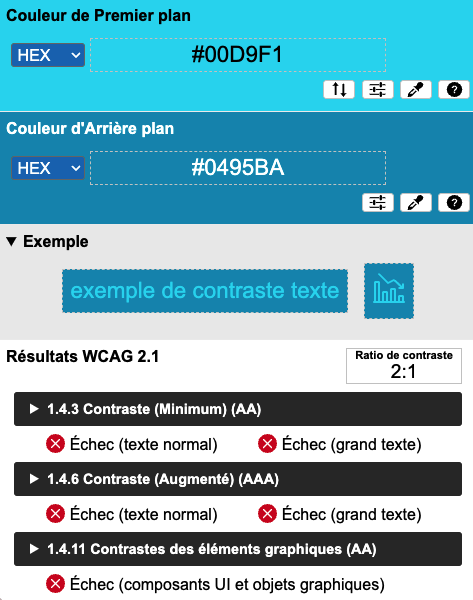 Couleur de Premier plan
HEX #00D9F1
?
Couleur d'Arrière plan
HEX #0495BA
?
▼ Exemple
exemple de contraste texte
Résultats WCAG 2.1
Ratio de contraste
2:1
▶ 1.4.3 Contraste (Minimum) (AA)
Échec (texte normal) Échec (grand texte)
▶ 1.4.6 Contraste (Augmenté) (AAA)
Échec (texte normal) Échec (grand texte)
▶ 1.4.11 Contrastes des éléments graphiques (AA)
Échec (composants UI et objets graphiques)